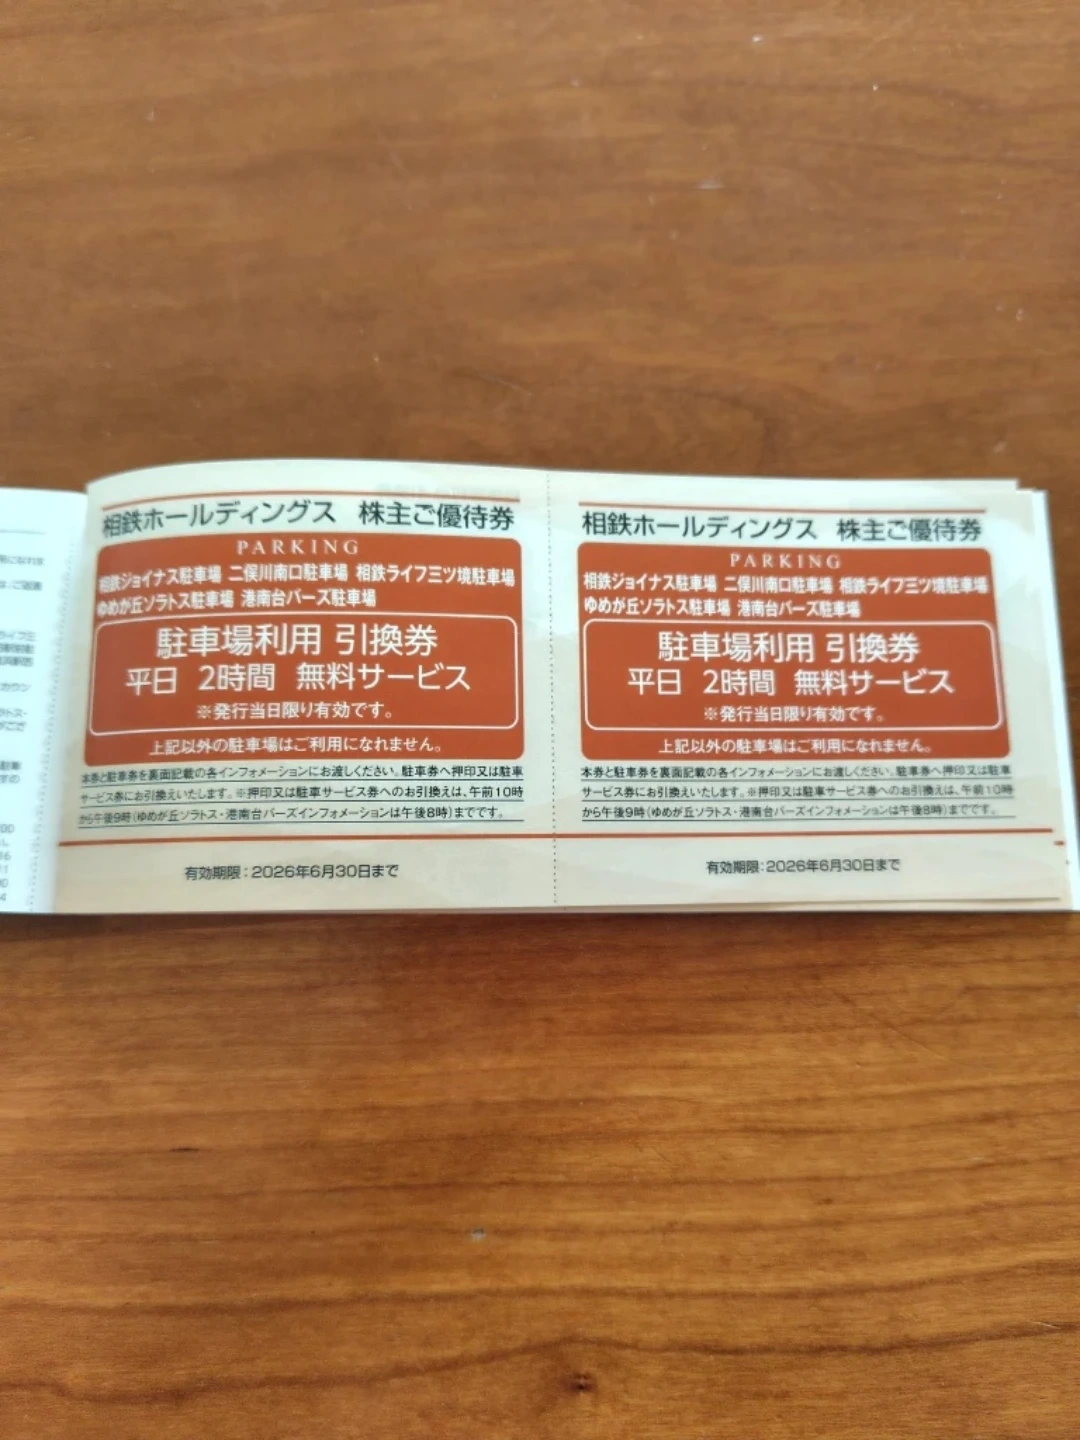 相鉄ホールディングス 株主ご優待券
PARKING
相鉄ジョイナス駐車場 二俣川南口駐車場 相鉄ライフ三ツ境駐車場
ゆめが丘ソラトス駐車場 港南台バーズ駐車場
駐車場利用 引換券
平日 2時間 無料サービス
※発行当日限り有効です。
上記以外の駐車場はご利用になれません。
本券と駐車券を裏面記載の各インフォメーションにお渡しください。駐車券へ押印又は駐車
サービス券にお引換えいたします。※押印又は駐車サービス券へのお引換えは、午前10時
から午後9時(ゆめが丘ソラトス・港南台バーズインフォメーションは午後8時)までです。
有効期限:2026年6月30日まで
相鉄ホールディングス 株主ご優待券
PARKING
相鉄ジョイナス駐車場 二俣川南口駐車場 相鉄ライフ三ツ境駐車場
ゆめが丘ソラトス駐車場 港南台バーズ駐車場
駐車場利用 引換券
平日 2時間 無料サービス
※発行当日限り有効です。
上記以外の駐車場はご利用になれません。
本券と駐車券を裏面記載の各インフォメーションにお渡しください。駐車券へ押印又は駐車
サービス券にお引換えいたします。※押印又は駐車サービス券へのお引換えは、午前10時
から午後9時(ゆめが丘ソラトス・港南台バーズインフォメーションは午後8時)までです。
有効期限:2026年6月30日まで